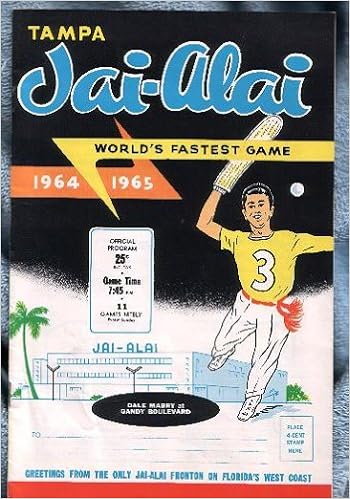 TAMPA
Jai-Alai
WORLD'S FASTEST GAME
1964 1965
OFFICIAL
PROGRAM
25¢
Game Time
7:45 P.M.
11
GAMES NITELY
Except Sunday
3
JAI-ALAI
DALE MABRY at
GANDY BOULEVARD
PLACE
4-CENT
STAMP
HERE
TO:
GREETINGS FROM THE ONLY JAI-ALAI FRONTON ON FLORIDA'S WEST COAST